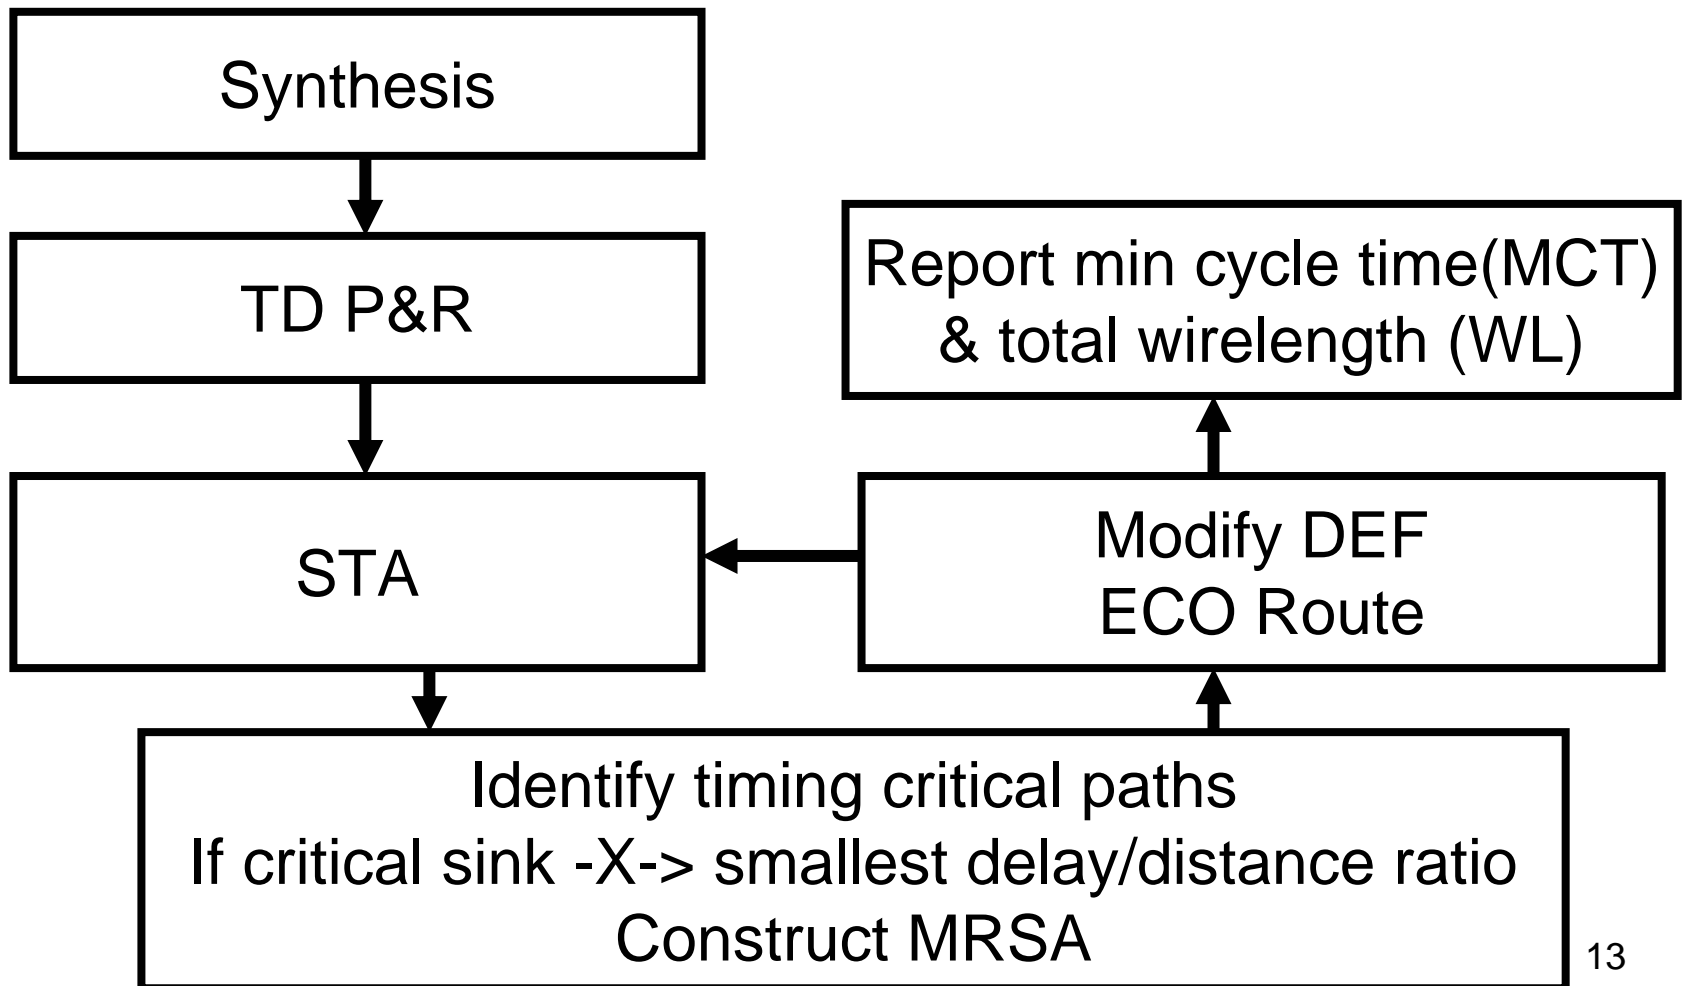 Synthesis
TD P&R
Report min cycle time(MCT)
& total wirelength (WL)
STA
Modify DEF
ECO Route
Identify timing critical paths
If critical sink -X-> smallest delay/distance ratio
Construct MRSA
13